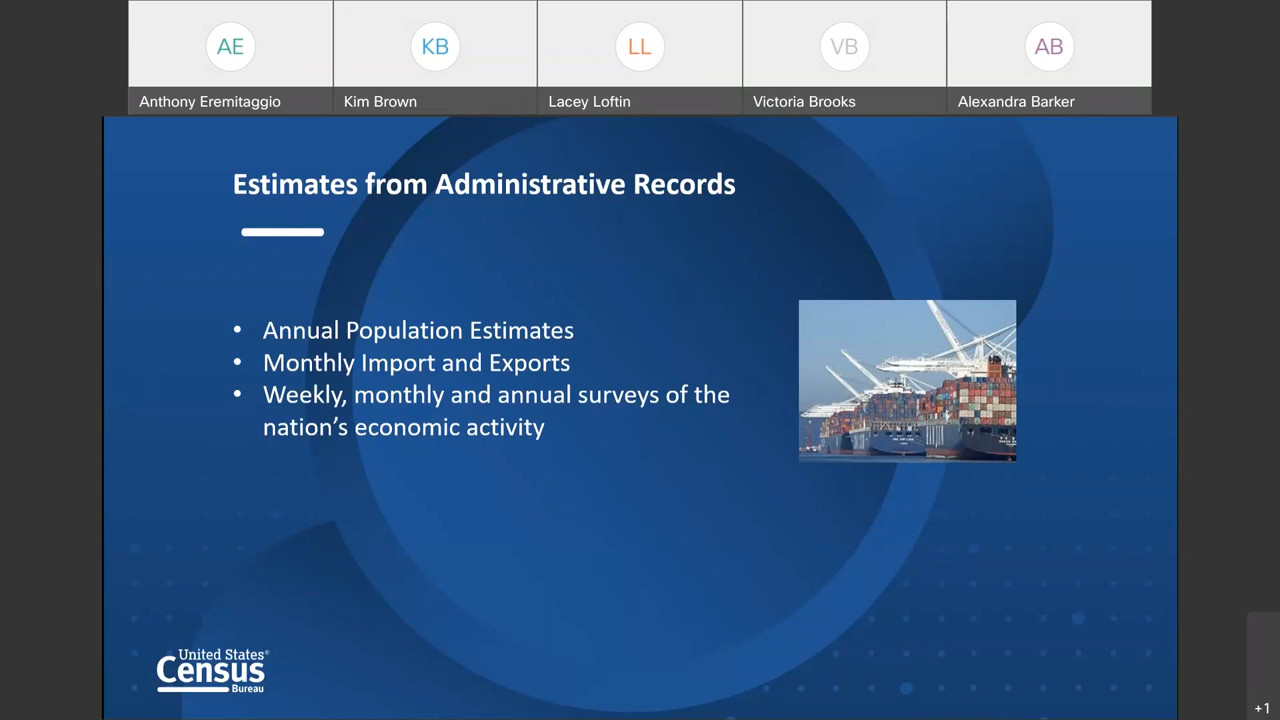 AE
KB
LL
VB
AB
Anthony Eremitaggio
Kim Brown
Lacey Loftin
Victoria Brooks
Alexandra Barker
Estimates from Administrative Records
• Annual Population Estimates
• Monthly Import and Exports
• Weekly, monthly and annual surveys of the
nation's economic activity
United States®
Census
Bureau
+1